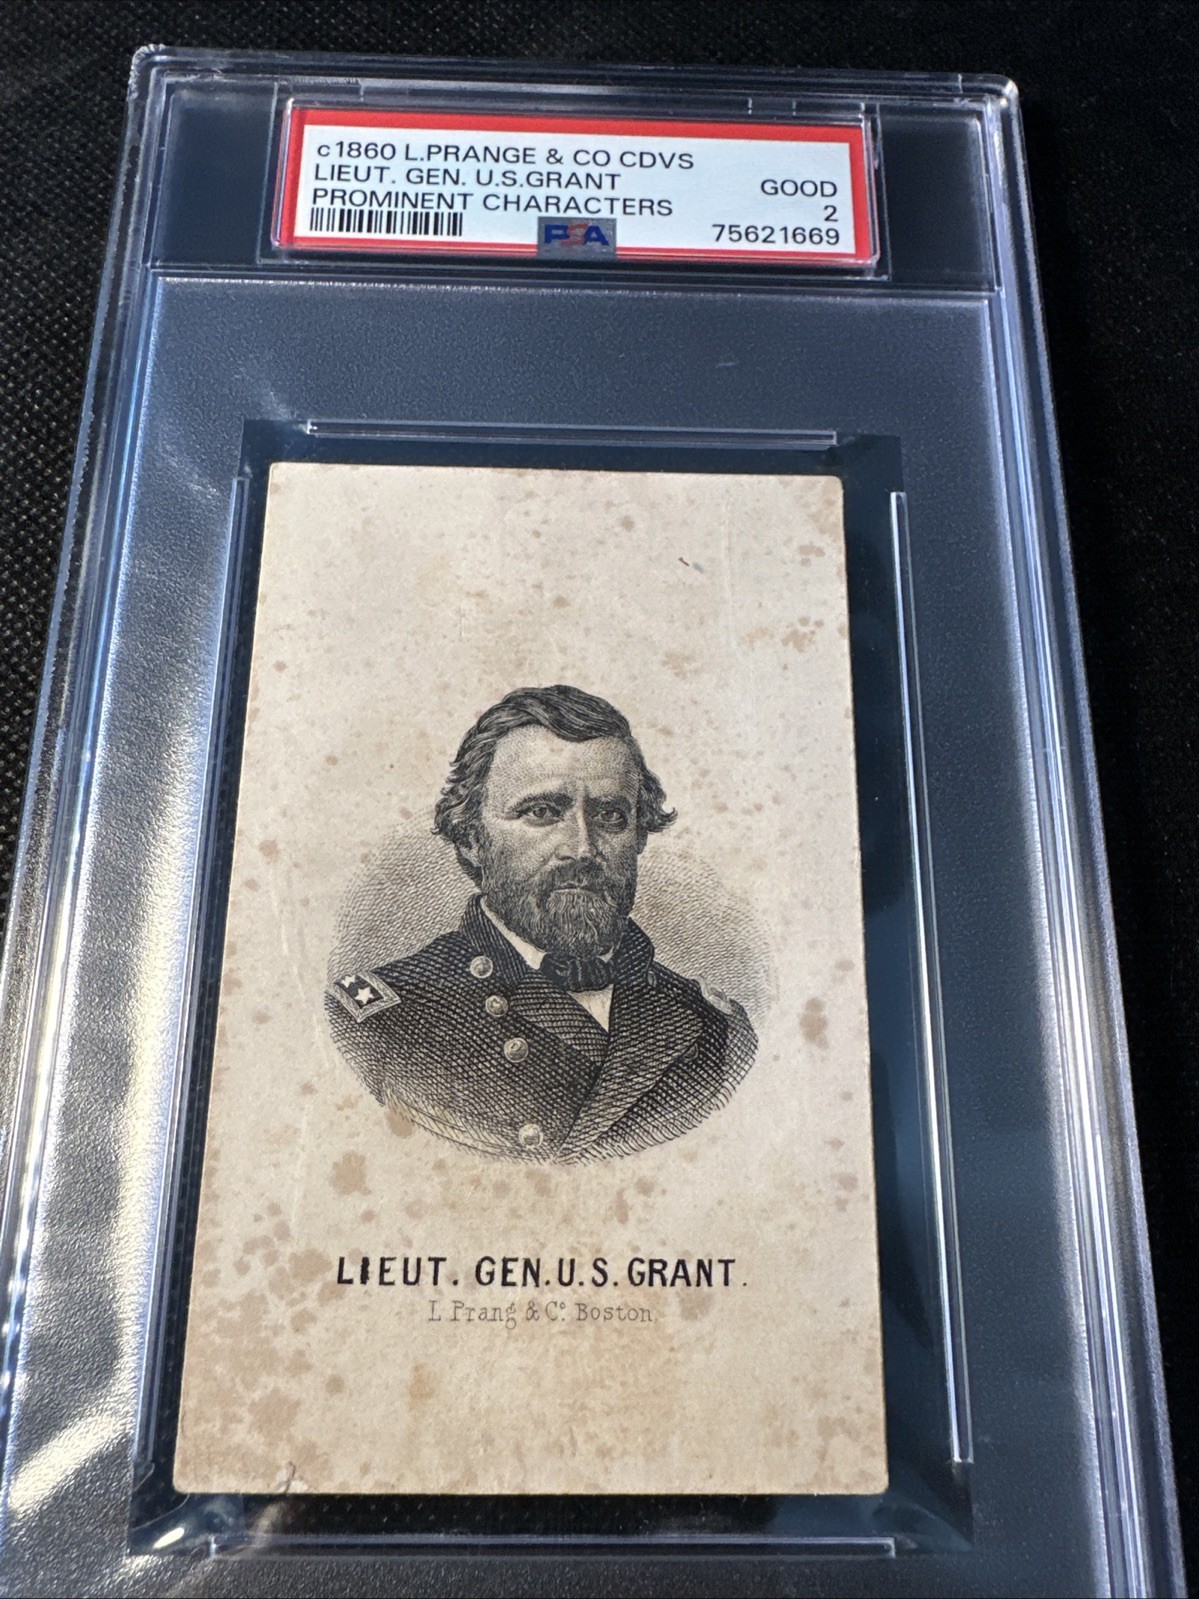 c1860 L.PRANGE & CO CDVS
LIEUT. GEN. U.S.GRANT GOOD
PROMINENT CHARACTERS 2
PSA 75621669
LIEUT. GEN. U.S. GRANT.
L. Prang & Co. Boston.